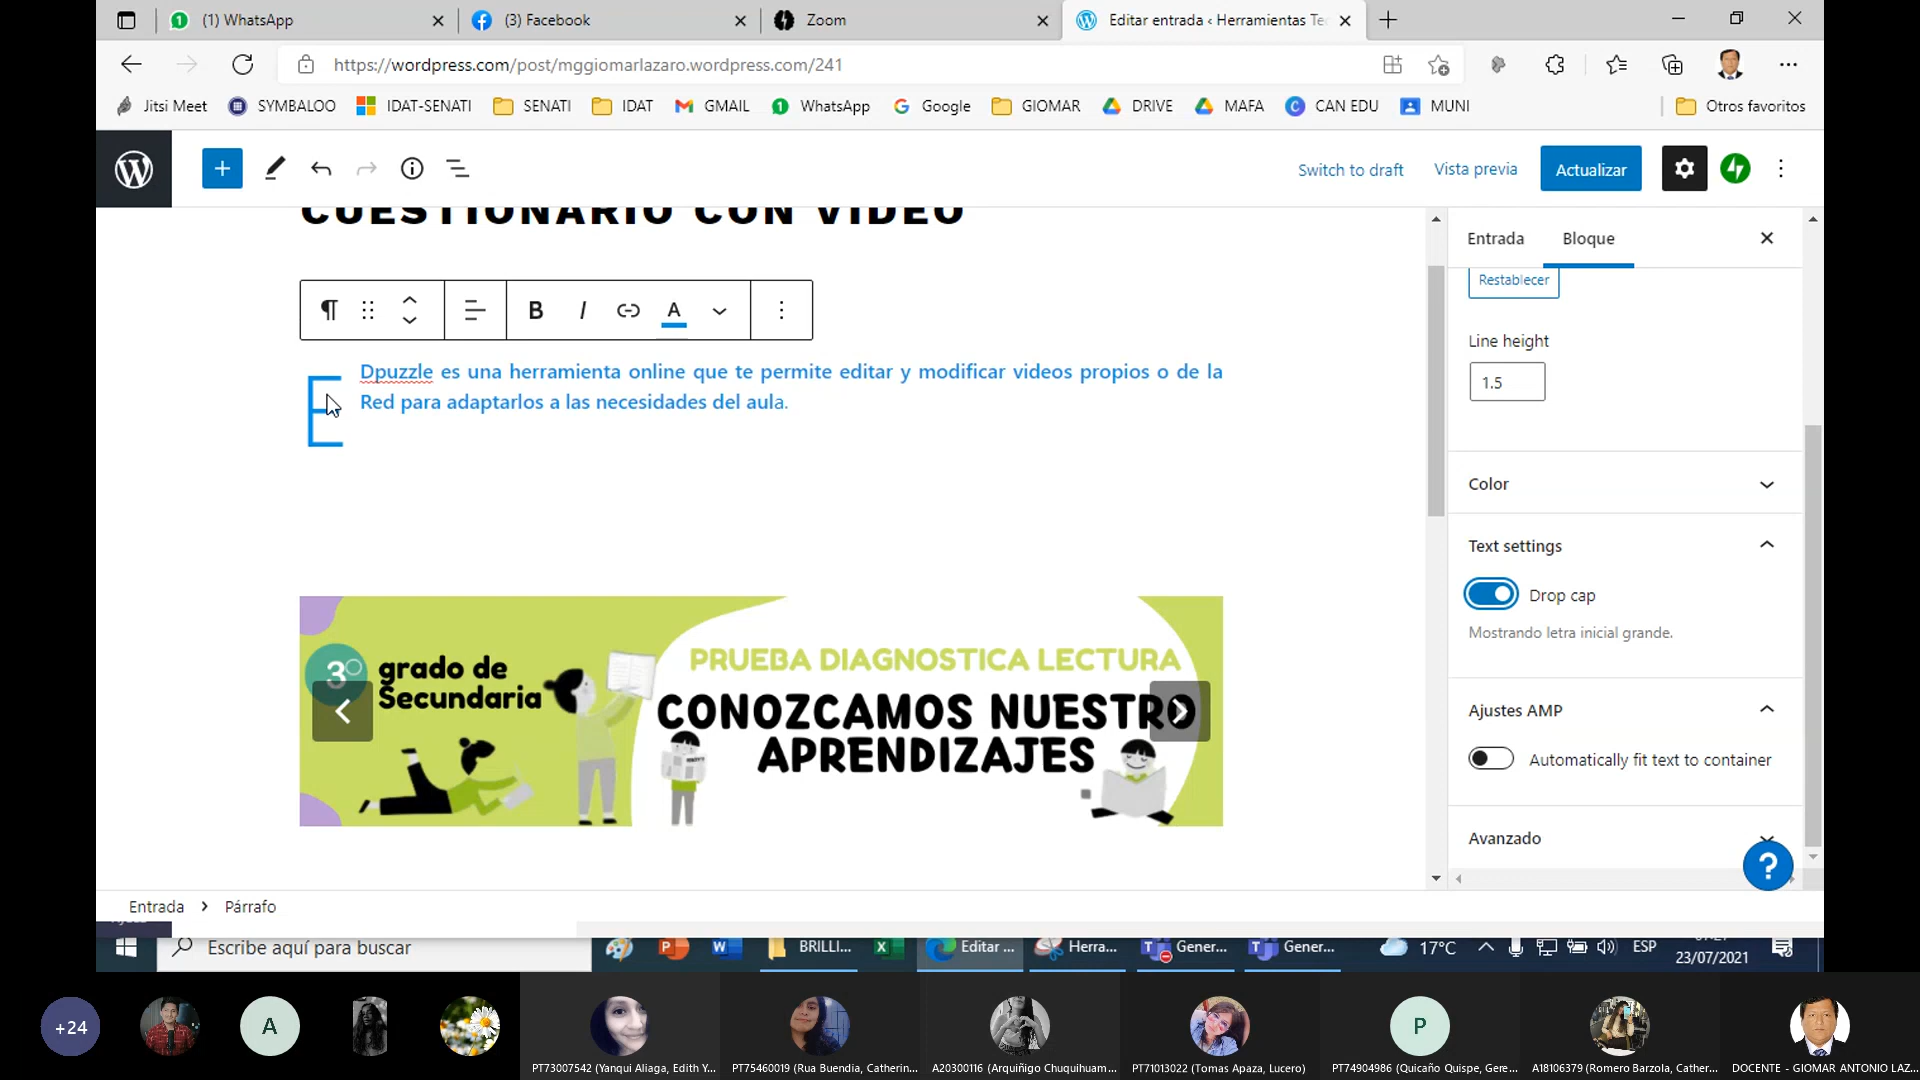 (1) WhatsApp
(3) Facebook
Zoom
Editar entrada ‹ Herramientas Te
https://wordpress.com/post/mggiomarlazaro.wordpress.com/241
Jitsi Meet
SYMBALOO
IDAT-SENATI
SENATI
IDAT
GMAIL
WhatsApp
Google
GIOMAR
DRIVE
MAFA
CAN EDU
MUNI
Otros favoritos
Switch to draft
Vista previa
Actualizar
CUESTIONARIO CON VIDEO
Entrada
Bloque
Restablecer
Line height
1.5
B I A
E
Dpuzzle es una herramienta online que te permite editar y modificar videos propios o de la
Red para adaptarlos a las necesidades del aula.
Color
Text settings
Drop cap
Mostrando letra inicial grande.
Ajustes AMP
Automatically fit text to container
Avanzado
3° grado de
Secundaria
PRUEBA DIAGNOSTICA LECTURA
CONOZCAMOS NUESTRO
APRENDIZAJES
Entrada > Párrafo
Escribe aquí para buscar
BRILLI...
Editar ...
Herra...
Gener...
Gener...
17°C
ESP
23/07/2021
+24
A
P
PT73007542 (Yanqui Aliaga, Edith Y...
PT75460019 (Rua Buendia, Catherin...
A20300116 (Arquiñigo Chuquihuam...
PT71013022 (Tomas Apaza, Lucero)
PT74904986 (Quicaño Quispe, Gere...
A18106379 (Romero Barzola, Cather...
DOCENTE - GIOMAR ANTONIO LAZ...